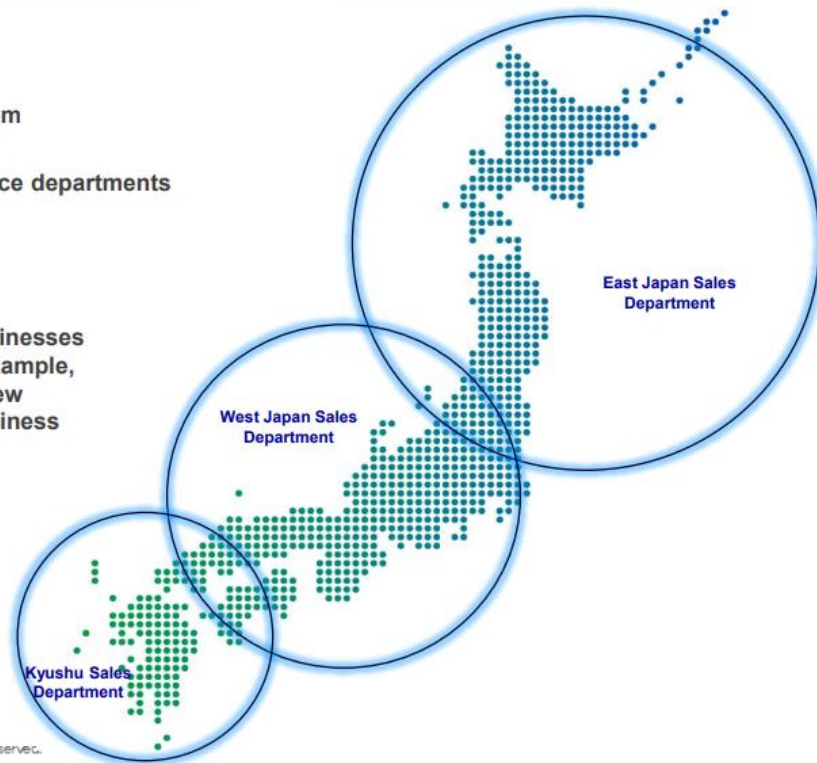 m
ce departments
East Japan Sales
Department
inesses
ample,
ew
iness
West Japan Sales
Department
Kyushu Sales
Department
served.